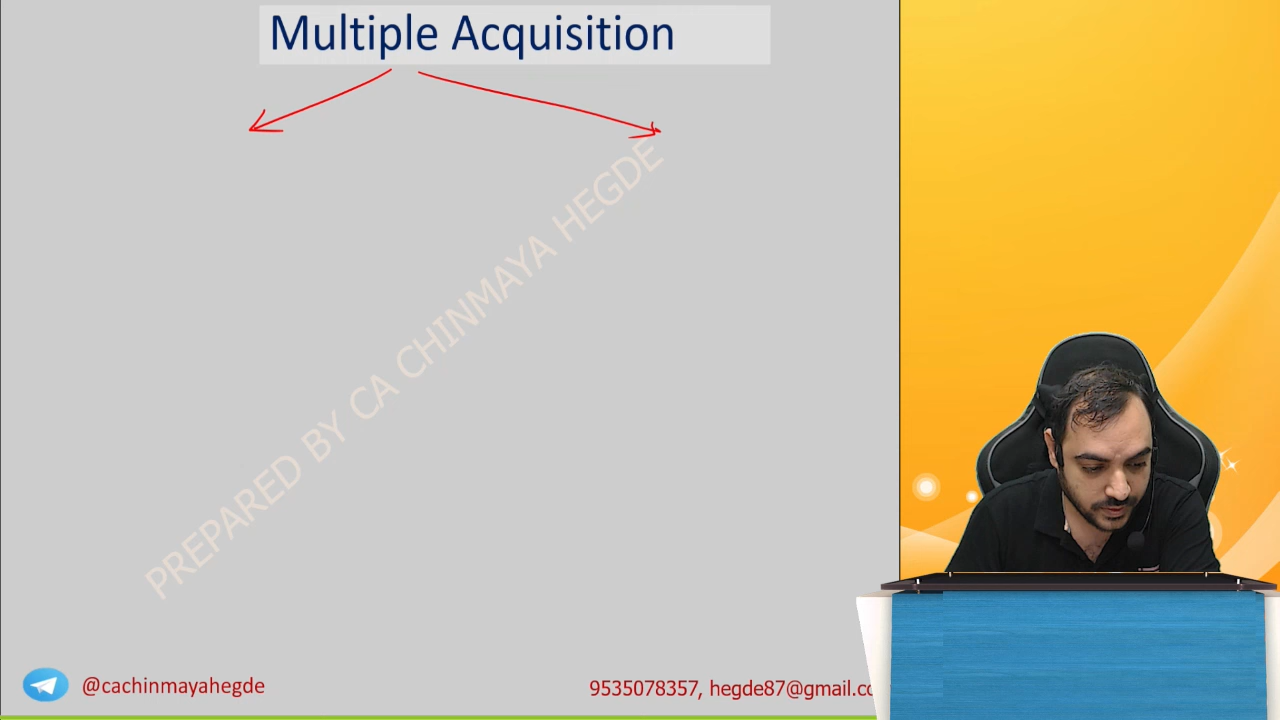 Multiple Acquisition
PREPARED BY CA CHINMAYA HEGDE
@cachinmayahegde
9535078357, hegde87@gmail.co